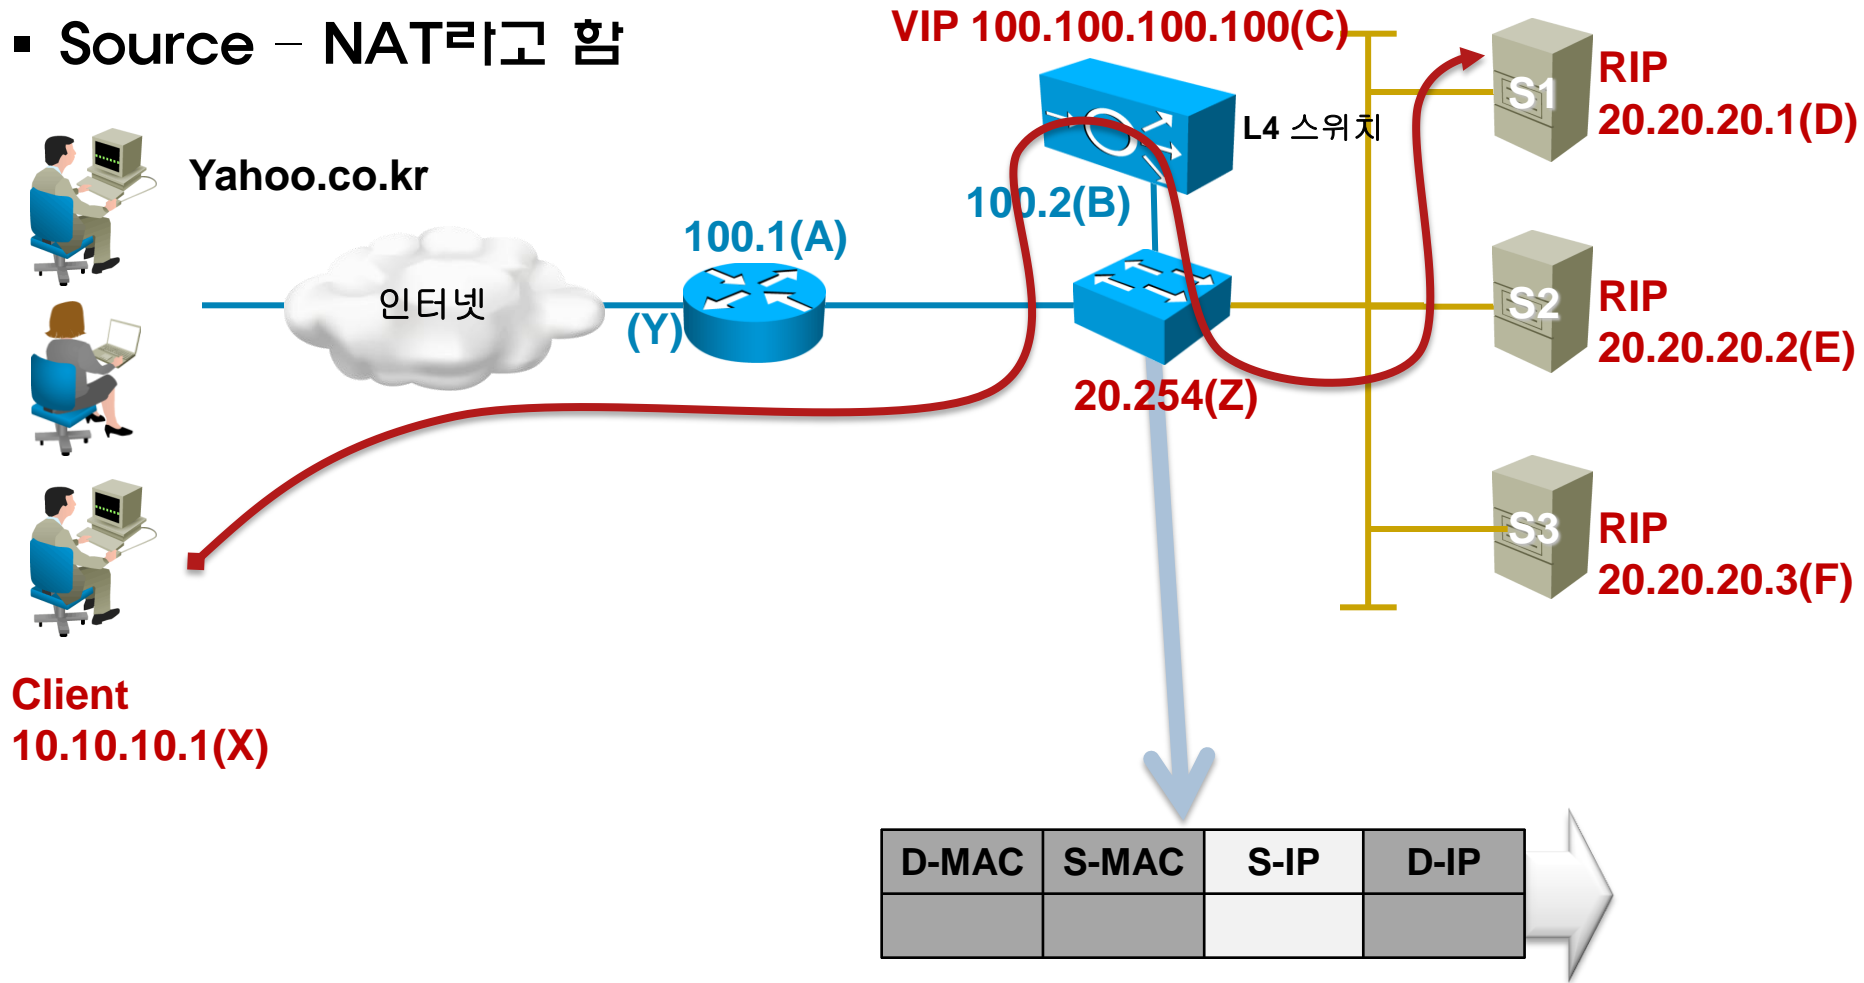 ▪ Source – NAT라고 함
VIP 100.100.100.100(C)
S1
RIP
20.20.20.1(D)
L4 스위치
Yahoo.co.kr
100.2(B)
100.1(A)
인터넷
(Y)
S2
RIP
20.20.20.2(E)
20.254(Z)
S3
RIP
20.20.20.3(F)
Client
10.10.10.1(X)
D-MAC S-MAC S-IP D-IP